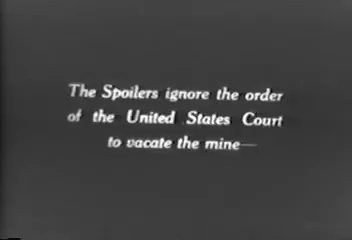 The Spoilers ignore the order
of the United States Court
to vacate the mine—